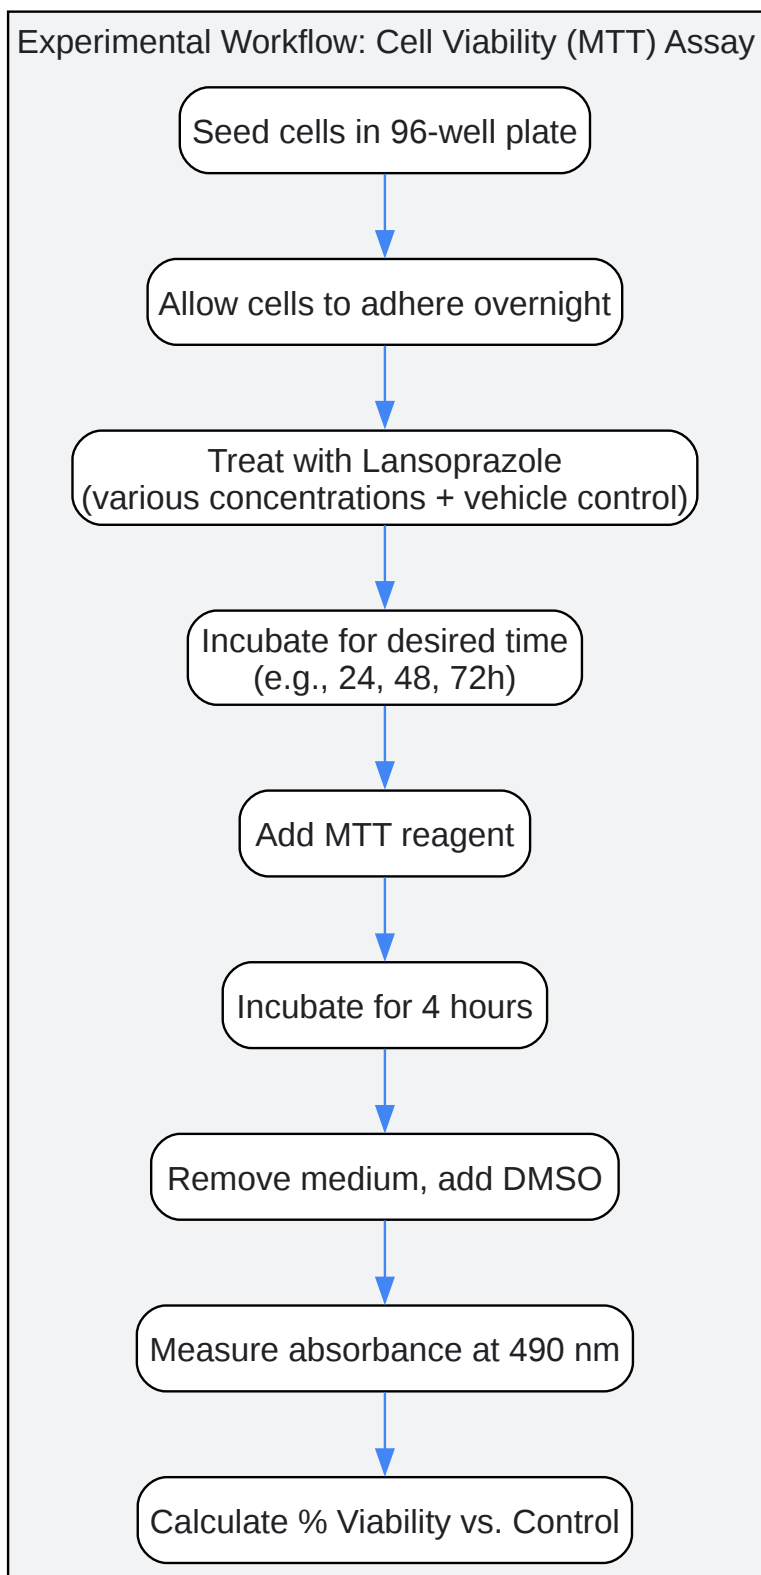 Experimental Workflow: Cell Viability (MTT) Assay
Seed cells in 96-well plate
Allow cells to adhere overnight
Treat with Lansoprazole
(various concentrations + vehicle control)
Incubate for desired time
(e.g., 24, 48, 72h)
Add MTT reagent
Incubate for 4 hours
Remove medium, add DMSO
Measure absorbance at 490 nm
Calculate % Viability vs. Control